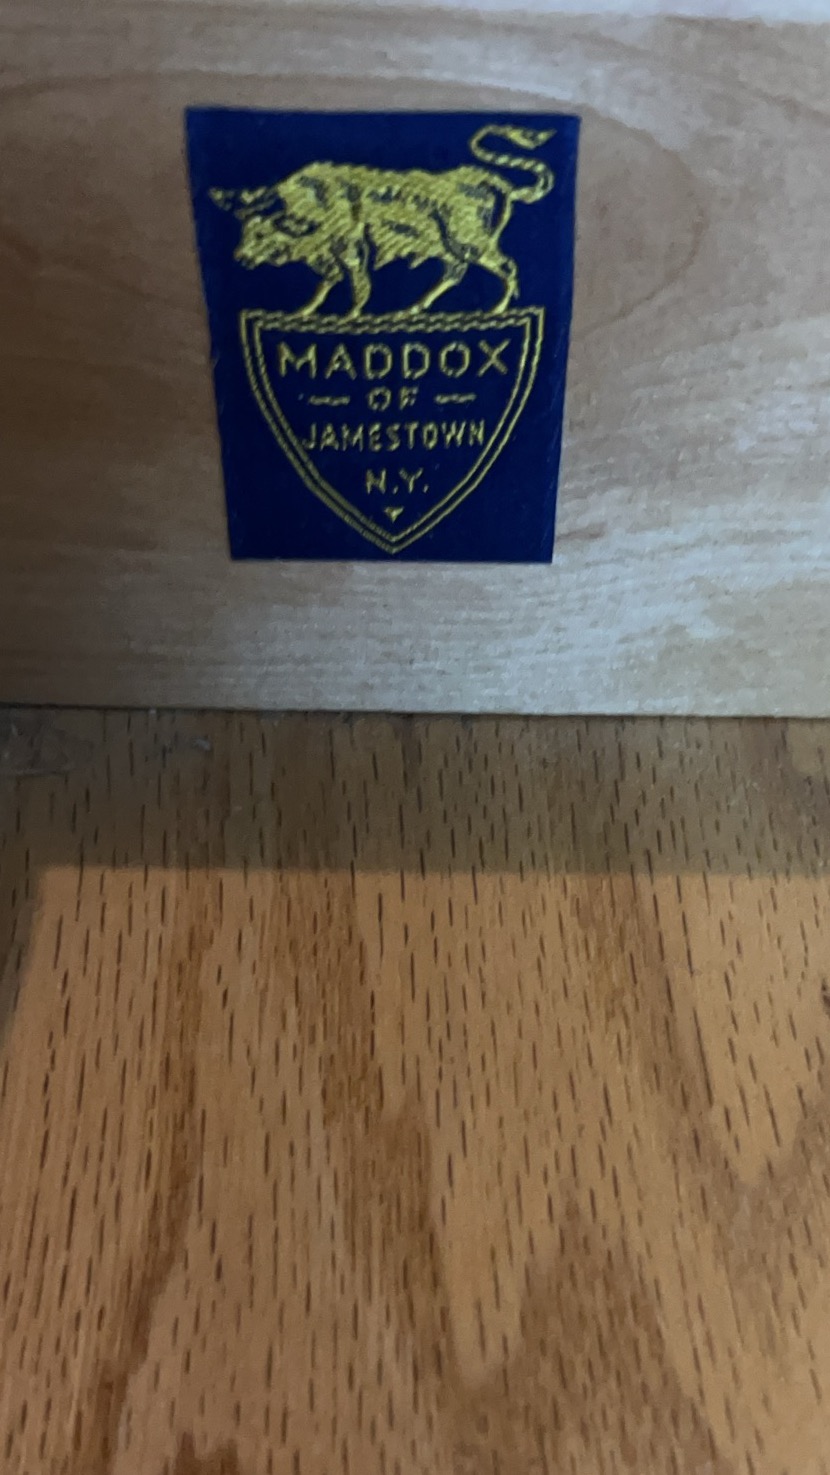 MADDOX
— OF —
JAMESTOWN
N.Y.